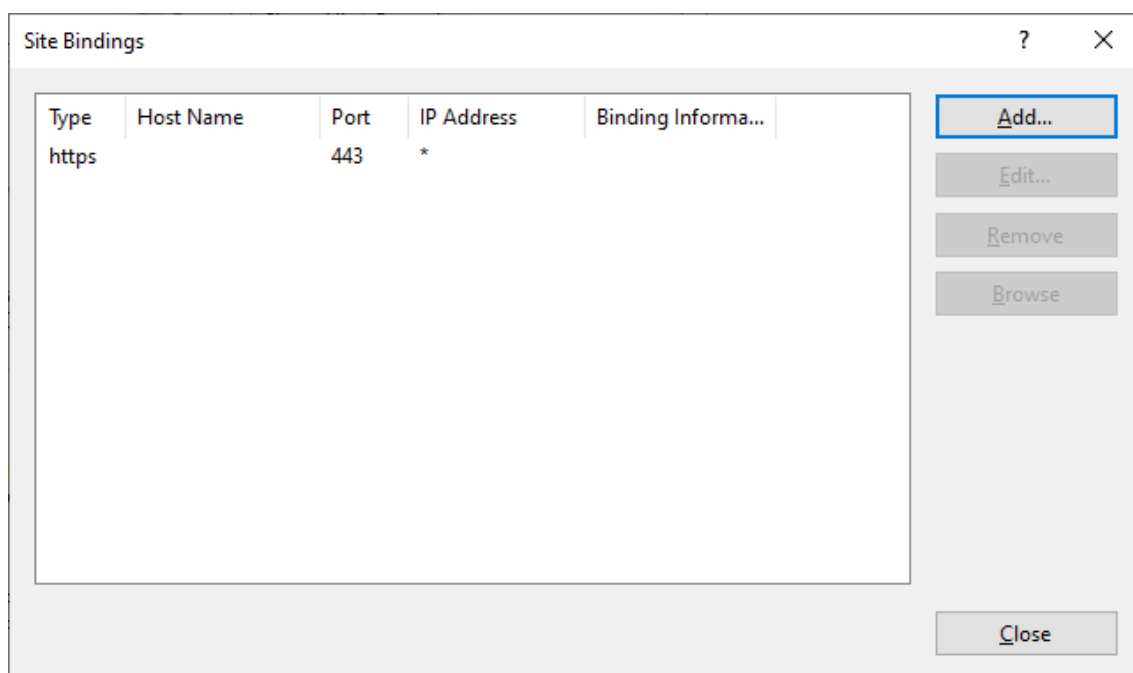 Site Bindings ? ×
Type Host Name Port IP Address Binding Informa... Add...
https 443 *
Edit...
Remove
Browse
Close